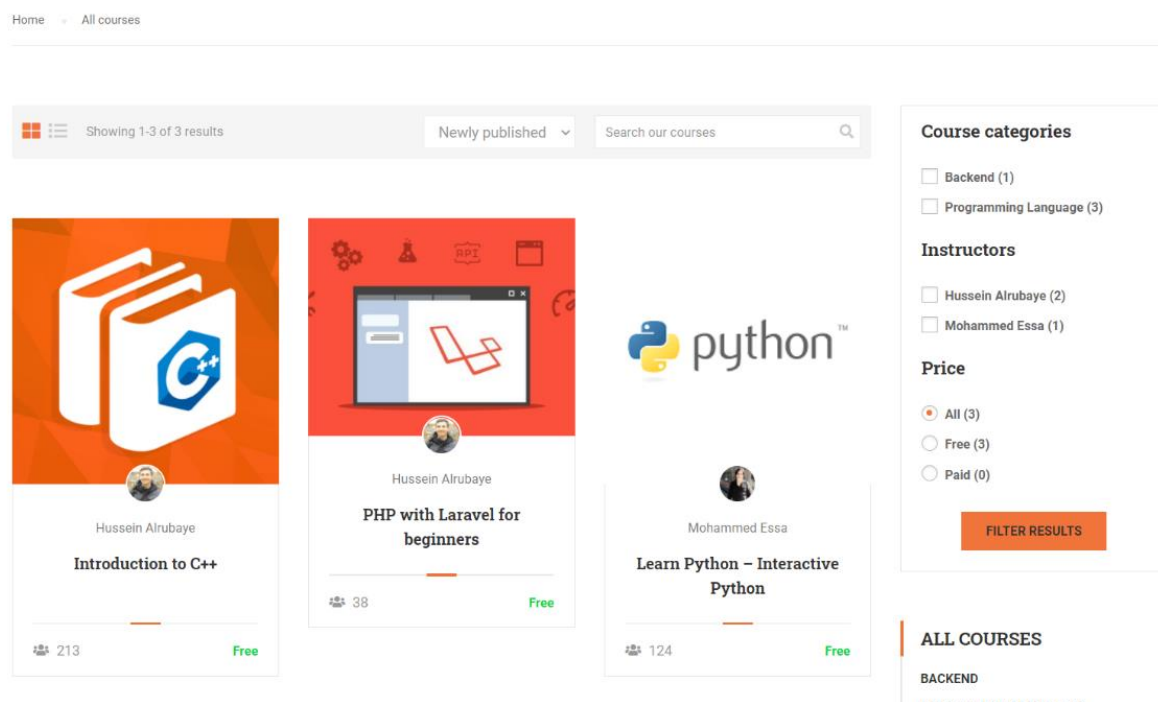 Home
All courses
Showing 1-3 of 3 results
Newly published
Search our courses
C++
Hussein Alrubaye
Introduction to C++
213
Free
API
Hussein Alrubaye
PHP with Laravel for
beginners
38
Free
python™
Mohammed Essa
Learn Python – Interactive
Python
124
Free
Course categories
Backend (1)
Programming Language (3)
Instructors
Hussein Alrubaye (2)
Mohammed Essa (1)
Price
All (3)
Free (3)
Paid (0)
FILTER RESULTS
ALL COURSES
BACKEND